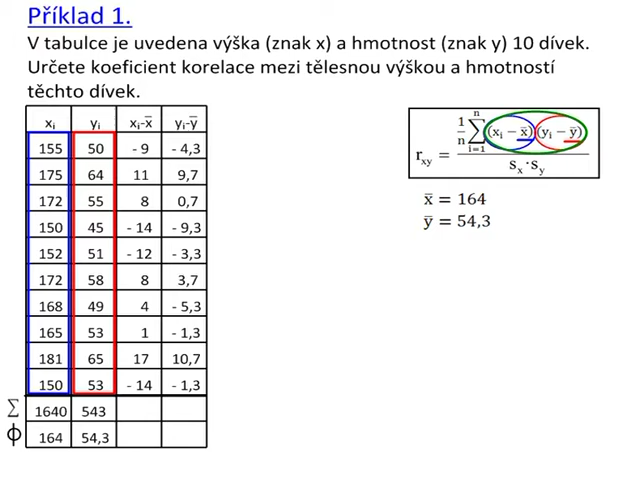 Příklad 1.
V tabulce je uvedena výška (znak x) a hmotnost (znak y) 10 dívek.
Určete koeficient korelace mezi tělesnou výškou a hmotností
těchto dívek.
xᵢ yᵢ xᵢ-x̅ yᵢ-y̅
155 50 - 9 - 4,3
175 64 11 9,7
172 55 8 0,7
150 45 - 14 - 9,3
152 51 - 12 - 3,3
172 58 8 3,7
168 49 4 - 5,3
165 53 1 - 1,3
181 65 17 10,7
150 53 - 14 - 1,3
∑ 1640 543
ϕ 164 54,3
r_xy = (1/n ∑_{i=1}^{n} (xᵢ − x̅)(yᵢ − y̅)) / (s_x · s_y)
x̅ = 164
y̅ = 54,3